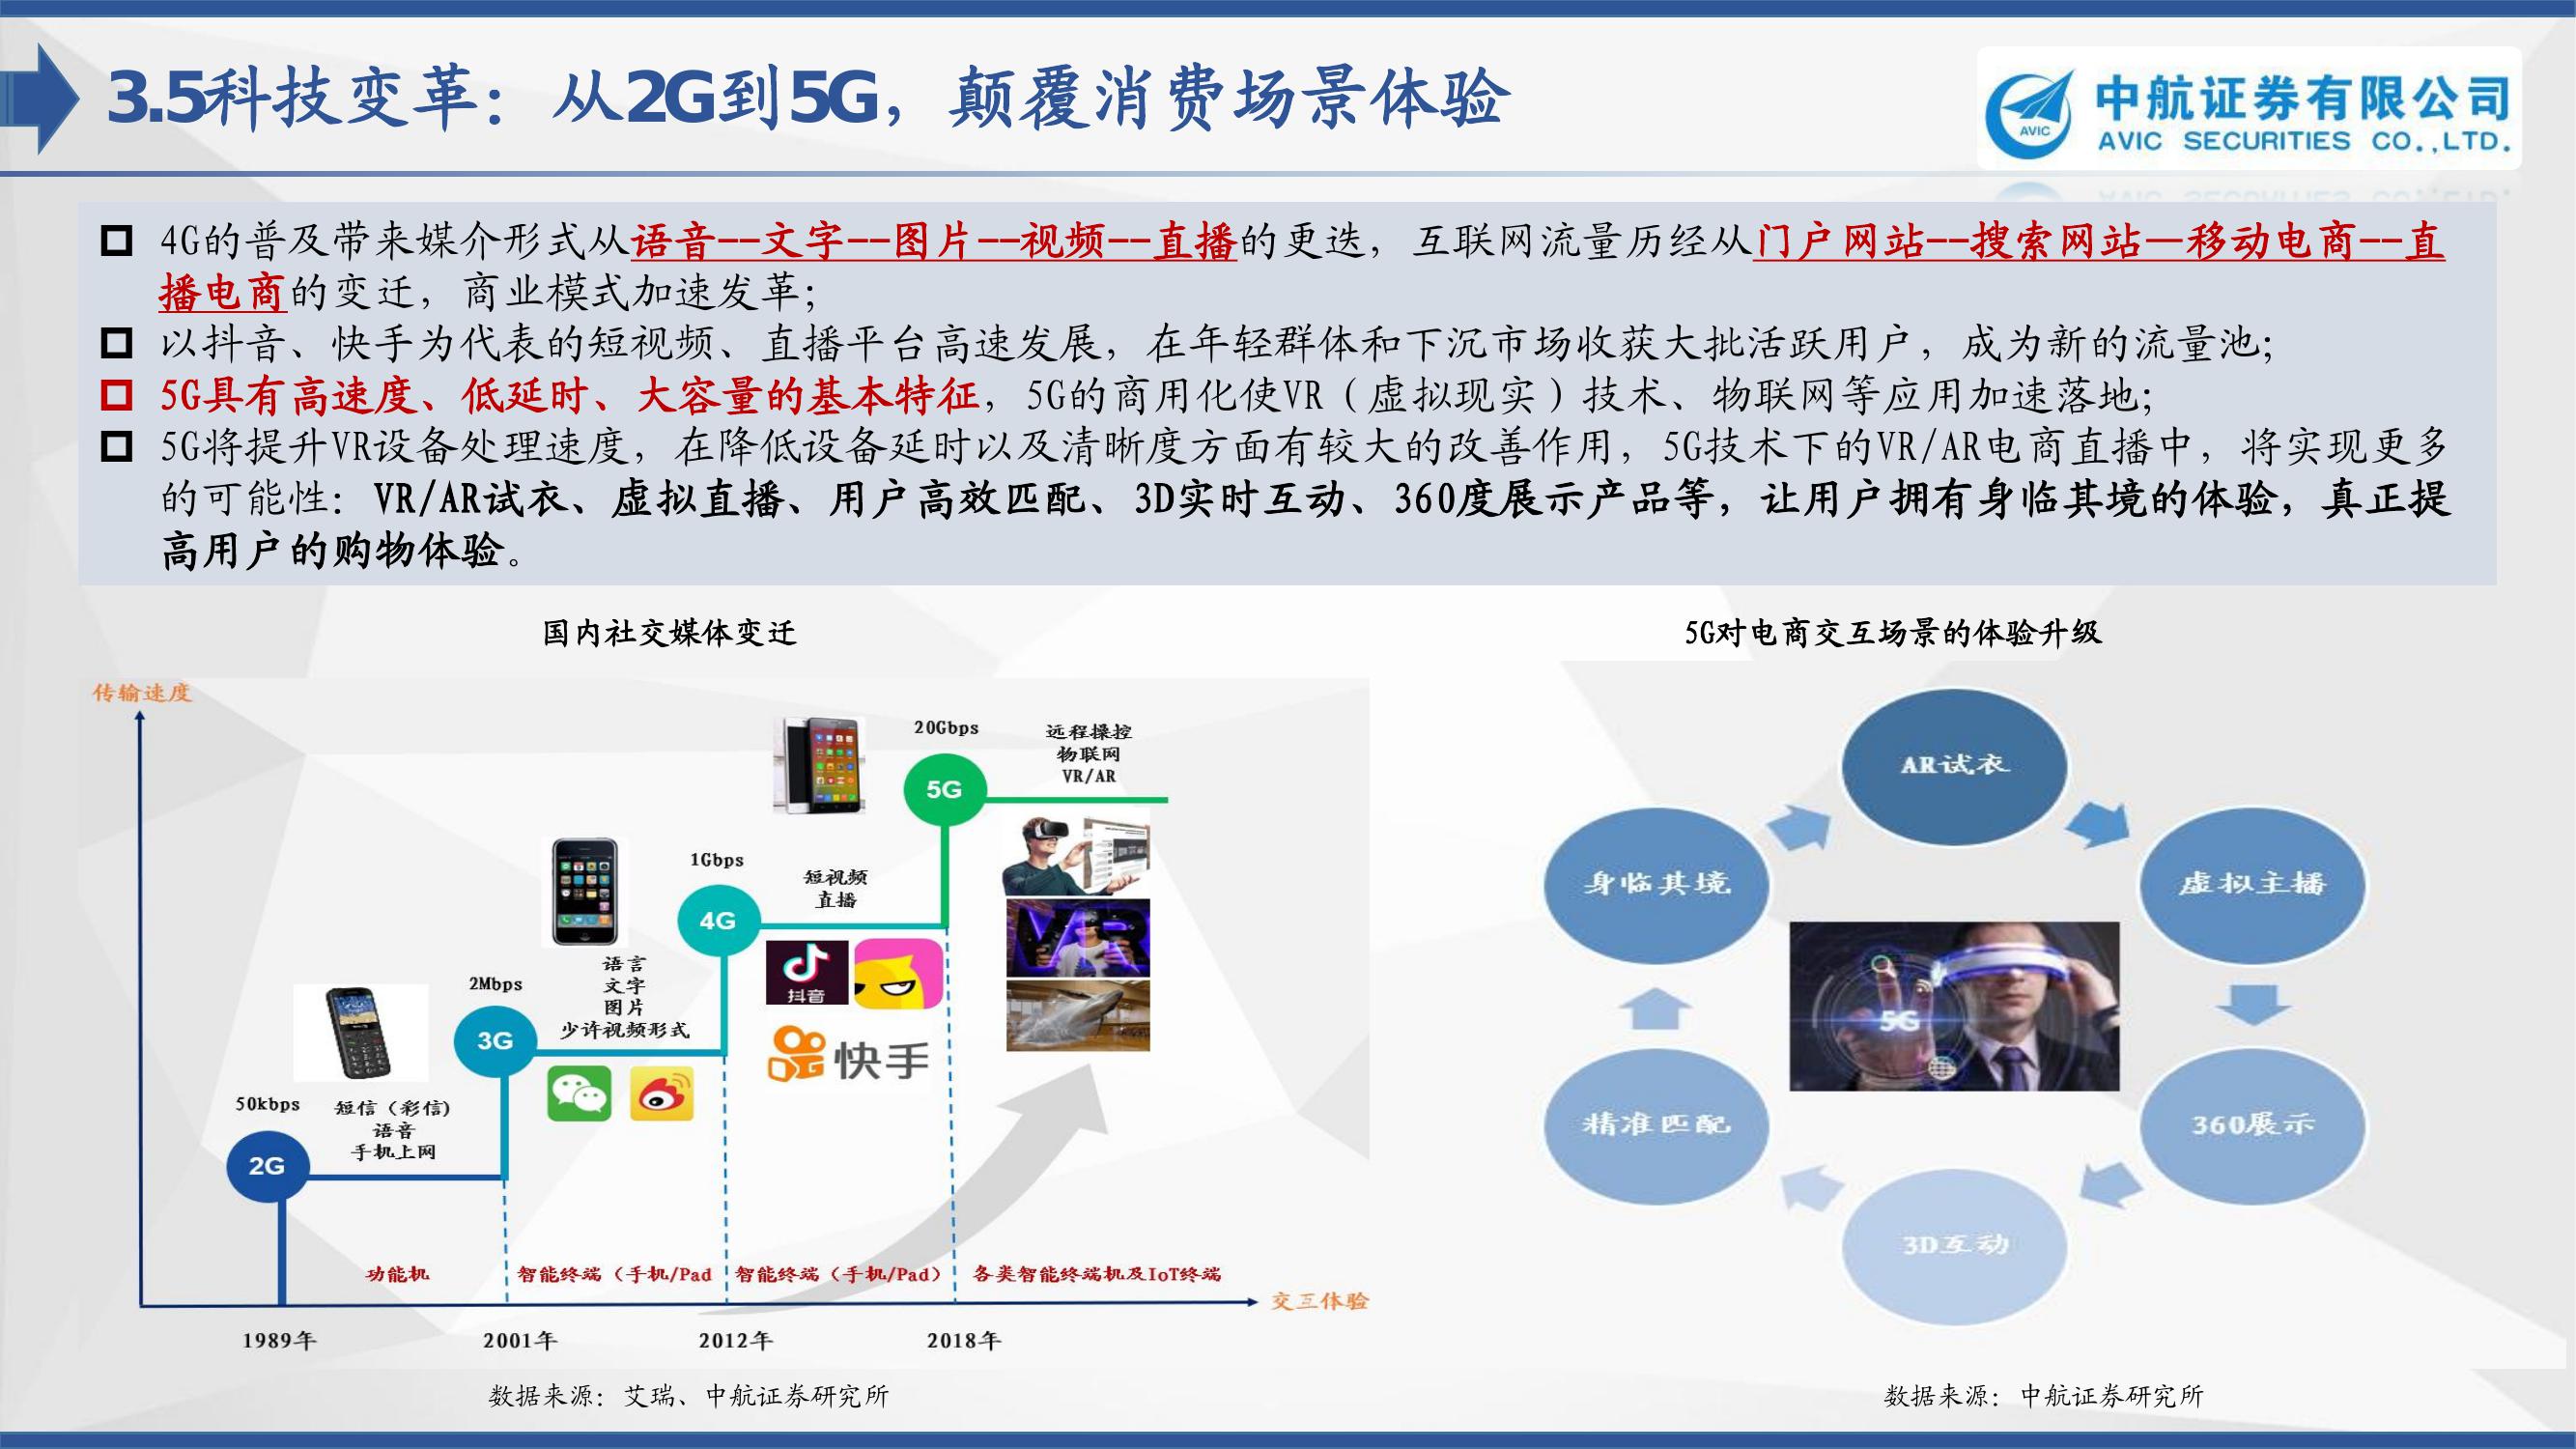 3.5科技变革：从2G到5G，颠覆消费场景体验
中航证券有限公司
AVIC
AVIC SECURITIES CO.,LTD.
4G的普及带来媒介形式从语音--文字--图片--视频--直播的更迭，互联网流量历经从门户网站--搜索网站—移动电商--直
播电商的变迁，商业模式加速发革；
以抖音、快手为代表的短视频、直播平台高速发展，在年轻群体和下沉市场收获大批活跃用户，成为新的流量池；
5G具有高速度、低延时、大容量的基本特征，5G的商用化使VR（虚拟现实）技术、物联网等应用加速落地；
5G将提升VR设备处理速度，在降低设备延时以及清晰度方面有较大的改善作用，5G技术下的VR/AR电商直播中，将实现更多
的可能性：VR/AR试衣、虚拟直播、用户高效匹配、3D实时互动、360度展示产品等，让用户拥有身临其境的体验，真正提
高用户的购物体验。
国内社交媒体变迁
传输速度
20Gbps
远程操控
物联网
VR/AR
5G
1Gbps
短视频
直播
4G
抖音
快手
VR
2Mbps
语言
文字
图片
少许视频形式
3G
50kbps
短信（彩信）
语音
手机上网
2G
功能机
智能终端（手机/Pad
智能终端（手机/Pad）
各类智能终端机及IoT终端
交互体验
1989年
2001年
2012年
2018年
数据来源：艾瑞、中航证券研究所
5G对电商交互场景的体验升级
AR试衣
虚拟主播
360展示
3D互动
精准匹配
身临其境
5G
数据来源：中航证券研究所